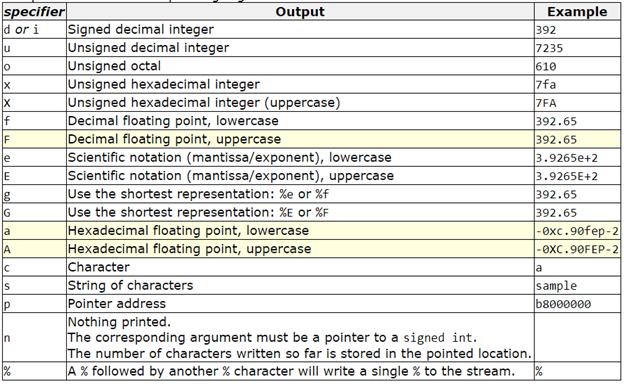 specifier Output Example
d or i Signed decimal integer 392
u Unsigned decimal integer 7235
o Unsigned octal 610
x Unsigned hexadecimal integer 7fa
X Unsigned hexadecimal integer (uppercase) 7FA
f Decimal floating point, lowercase 392.65
F Decimal floating point, uppercase 392.65
e Scientific notation (mantissa/exponent), lowercase 3.9265e+2
E Scientific notation (mantissa/exponent), uppercase 3.9265E+2
g Use the shortest representation: %e or %f 392.65
G Use the shortest representation: %E or %F 392.65
a Hexadecimal floating point, lowercase -0xc.90fep-2
A Hexadecimal floating point, uppercase -0XC.90FEP-2
c Character a
s String of characters sample
p Pointer address b8000000
Nothing printed.
n The corresponding argument must be a pointer to a signed int.
The number of characters written so far is stored in the pointed location.
% A % followed by another % character will write a single % to the stream. %